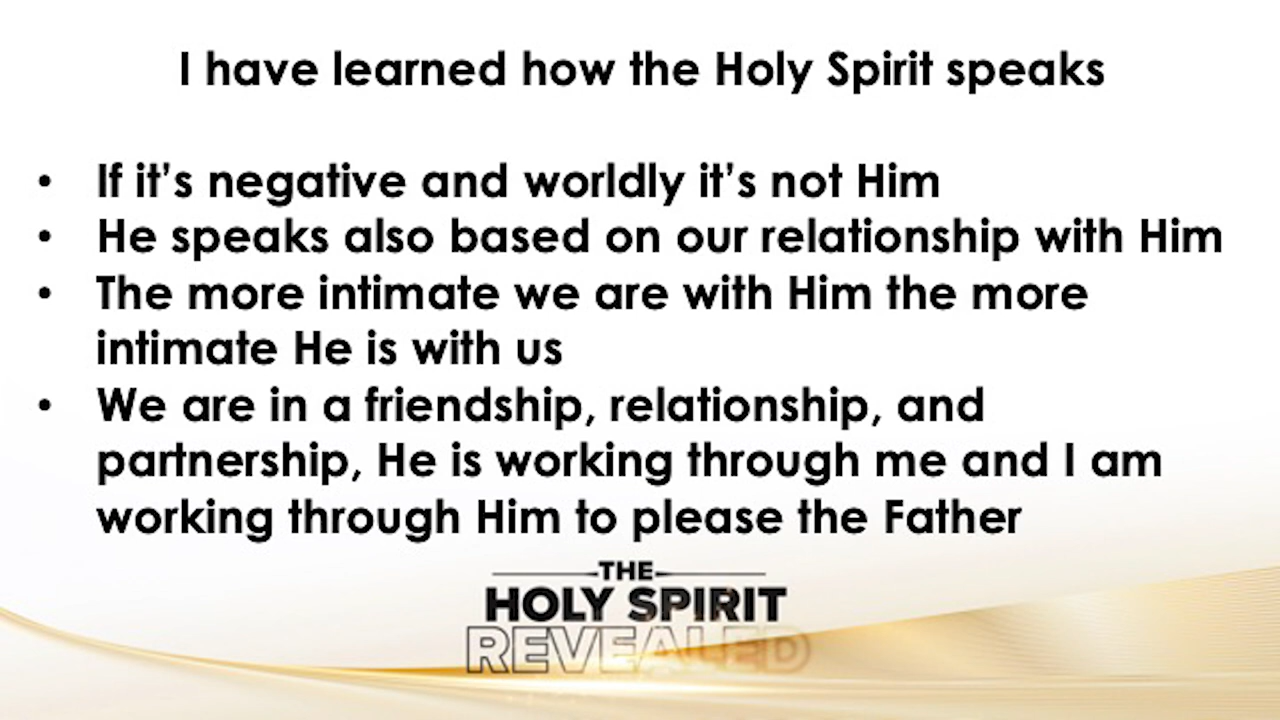 I have learned how the Holy Spirit speaks
• If it's negative and worldly it's not Him
• He speaks also based on our relationship with Him
• The more intimate we are with Him the more
intimate He is with us
• We are in a friendship, relationship, and
partnership, He is working through me and I am
working through Him to please the Father
THE
HOLY SPIRIT
REVEALED